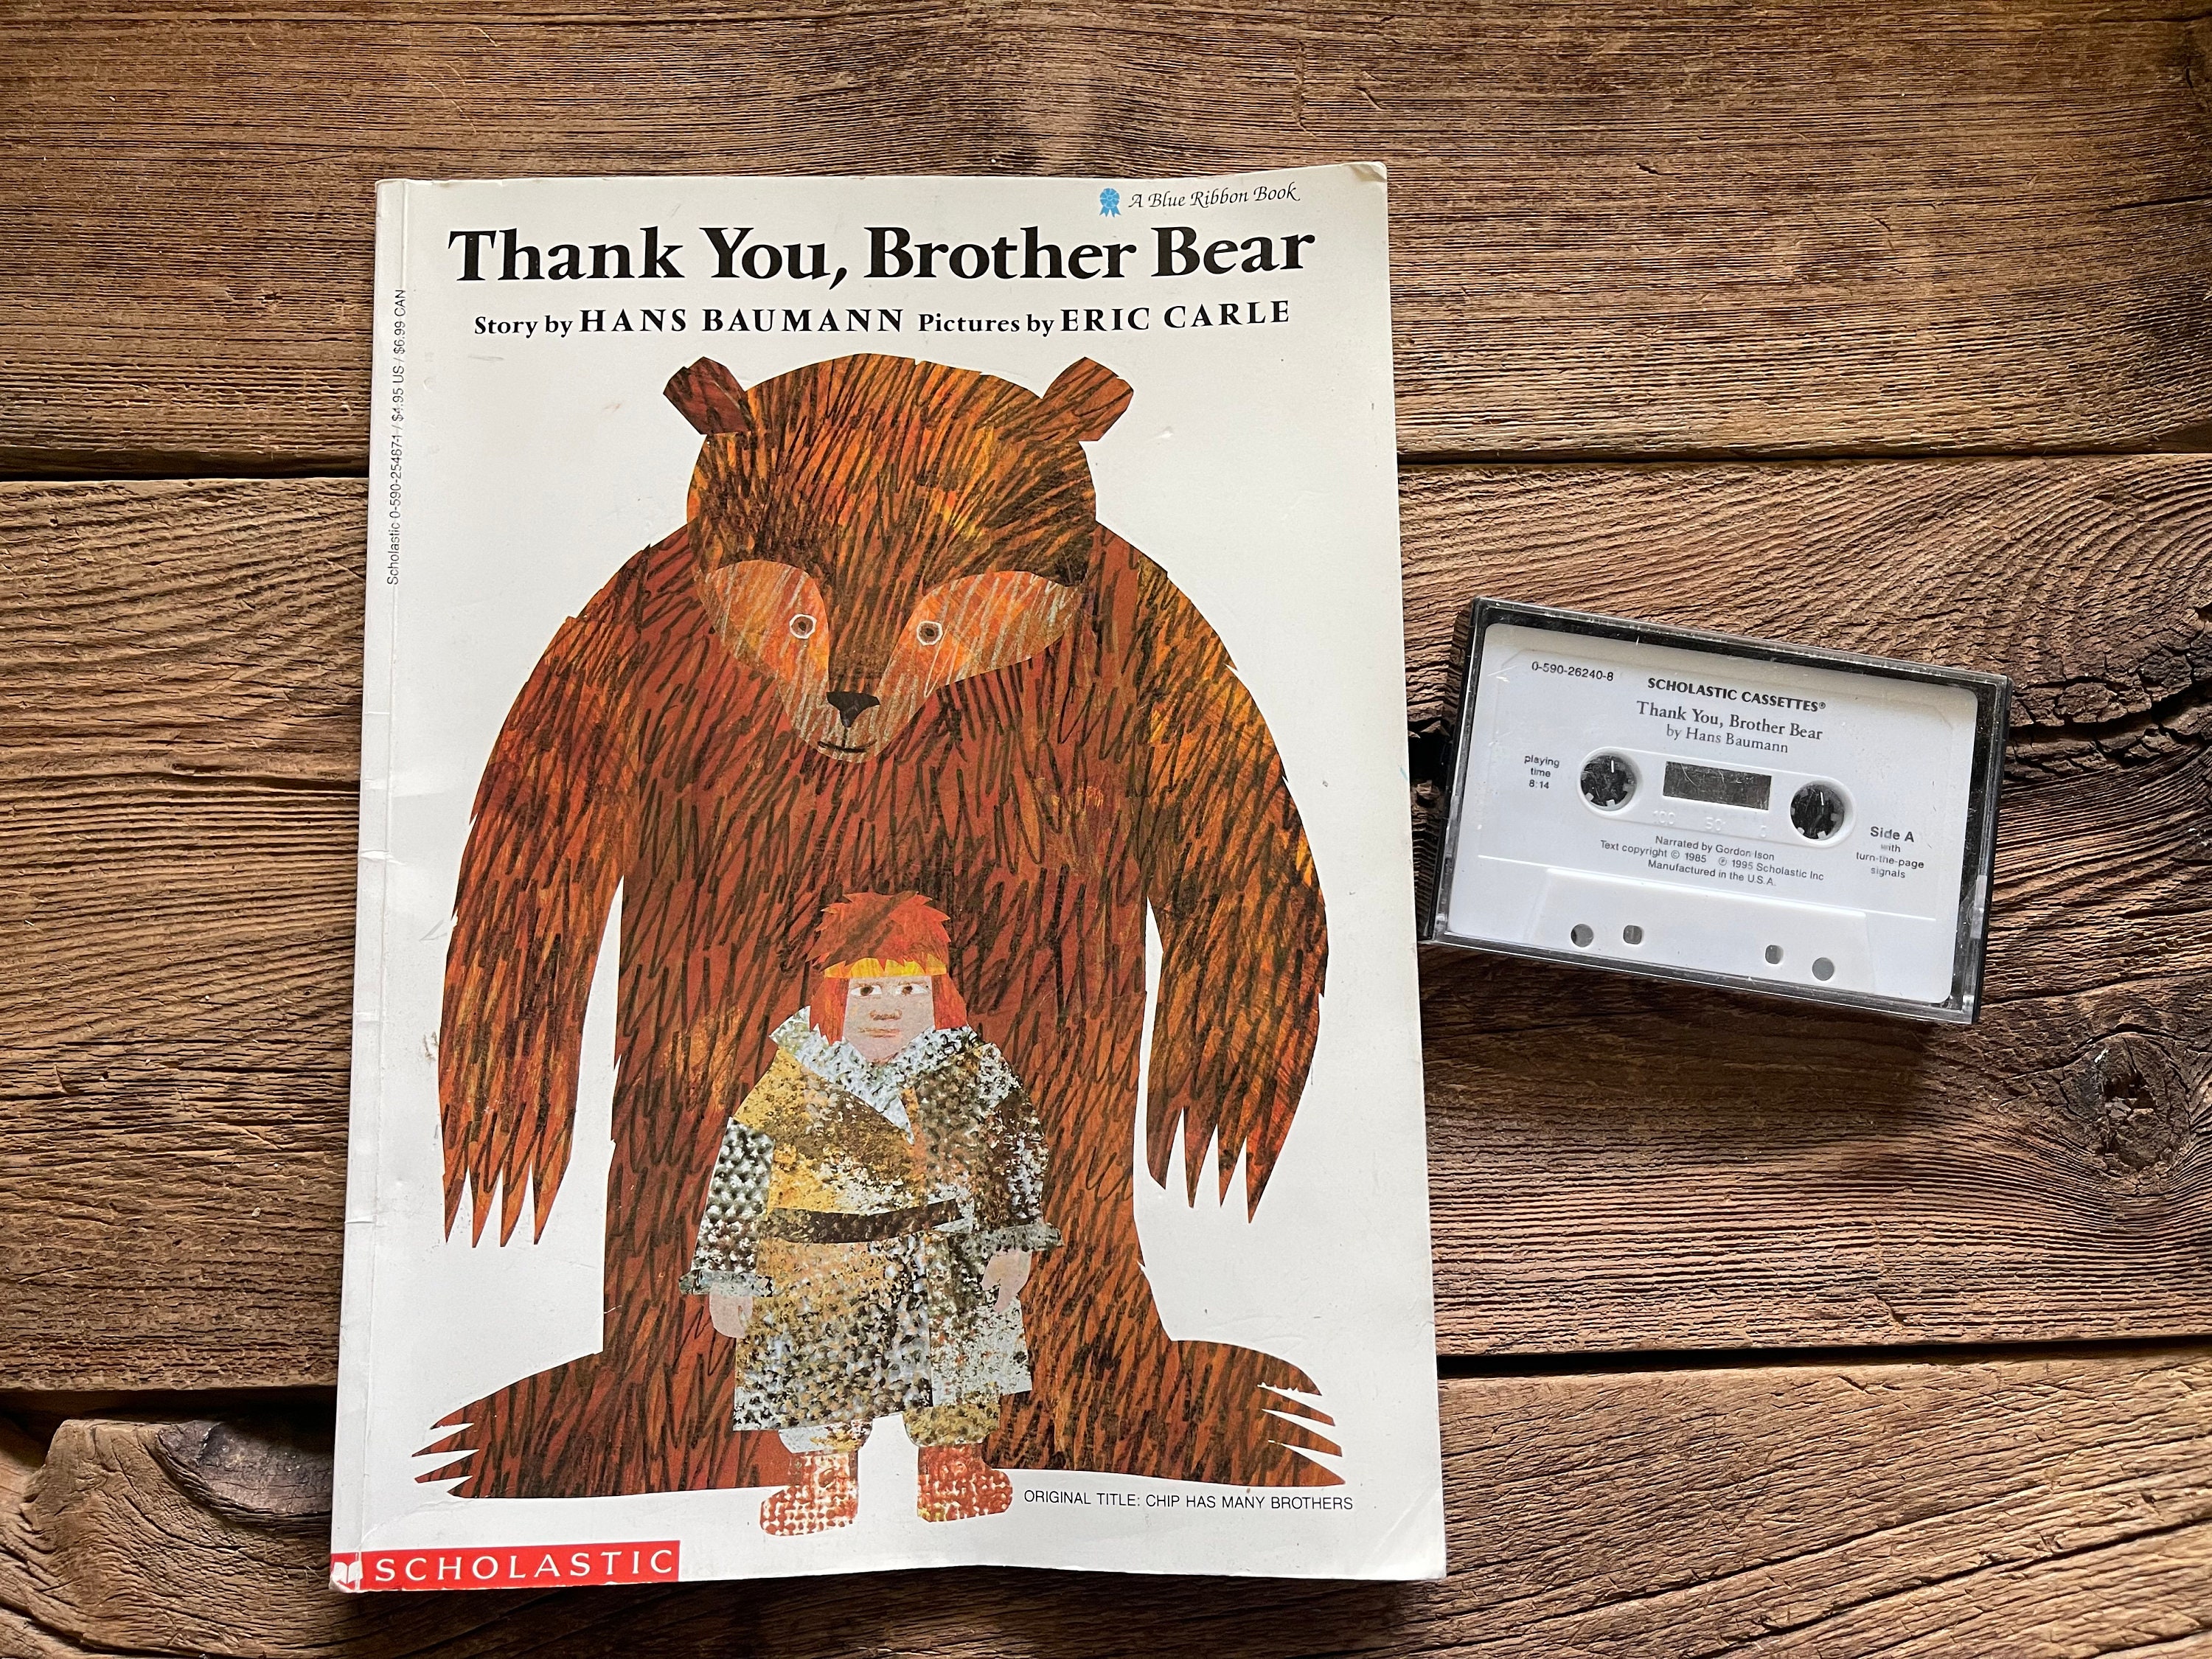 A Blue Ribbon Book
Thank You, Brother Bear
Story by HANS BAUMANN Pictures by ERIC CARLE
Scholastic 0-590-25487-1 / $4.95 US / $6.99 CAN
ORIGINAL TITLE: CHIP HAS MANY BROTHERS
SCHOLASTIC
0-590-26240-8
SCHOLASTIC CASSETTES®
Thank You, Brother Bear
by Hans Baumann
playing
time
8:14
100 50 0
Side A
with
turn-the-page
signals
Narrated by Gordon Ison
Text copyright © 1985 ℗ 1995 Scholastic Inc
Manufactured in the U.S.A.